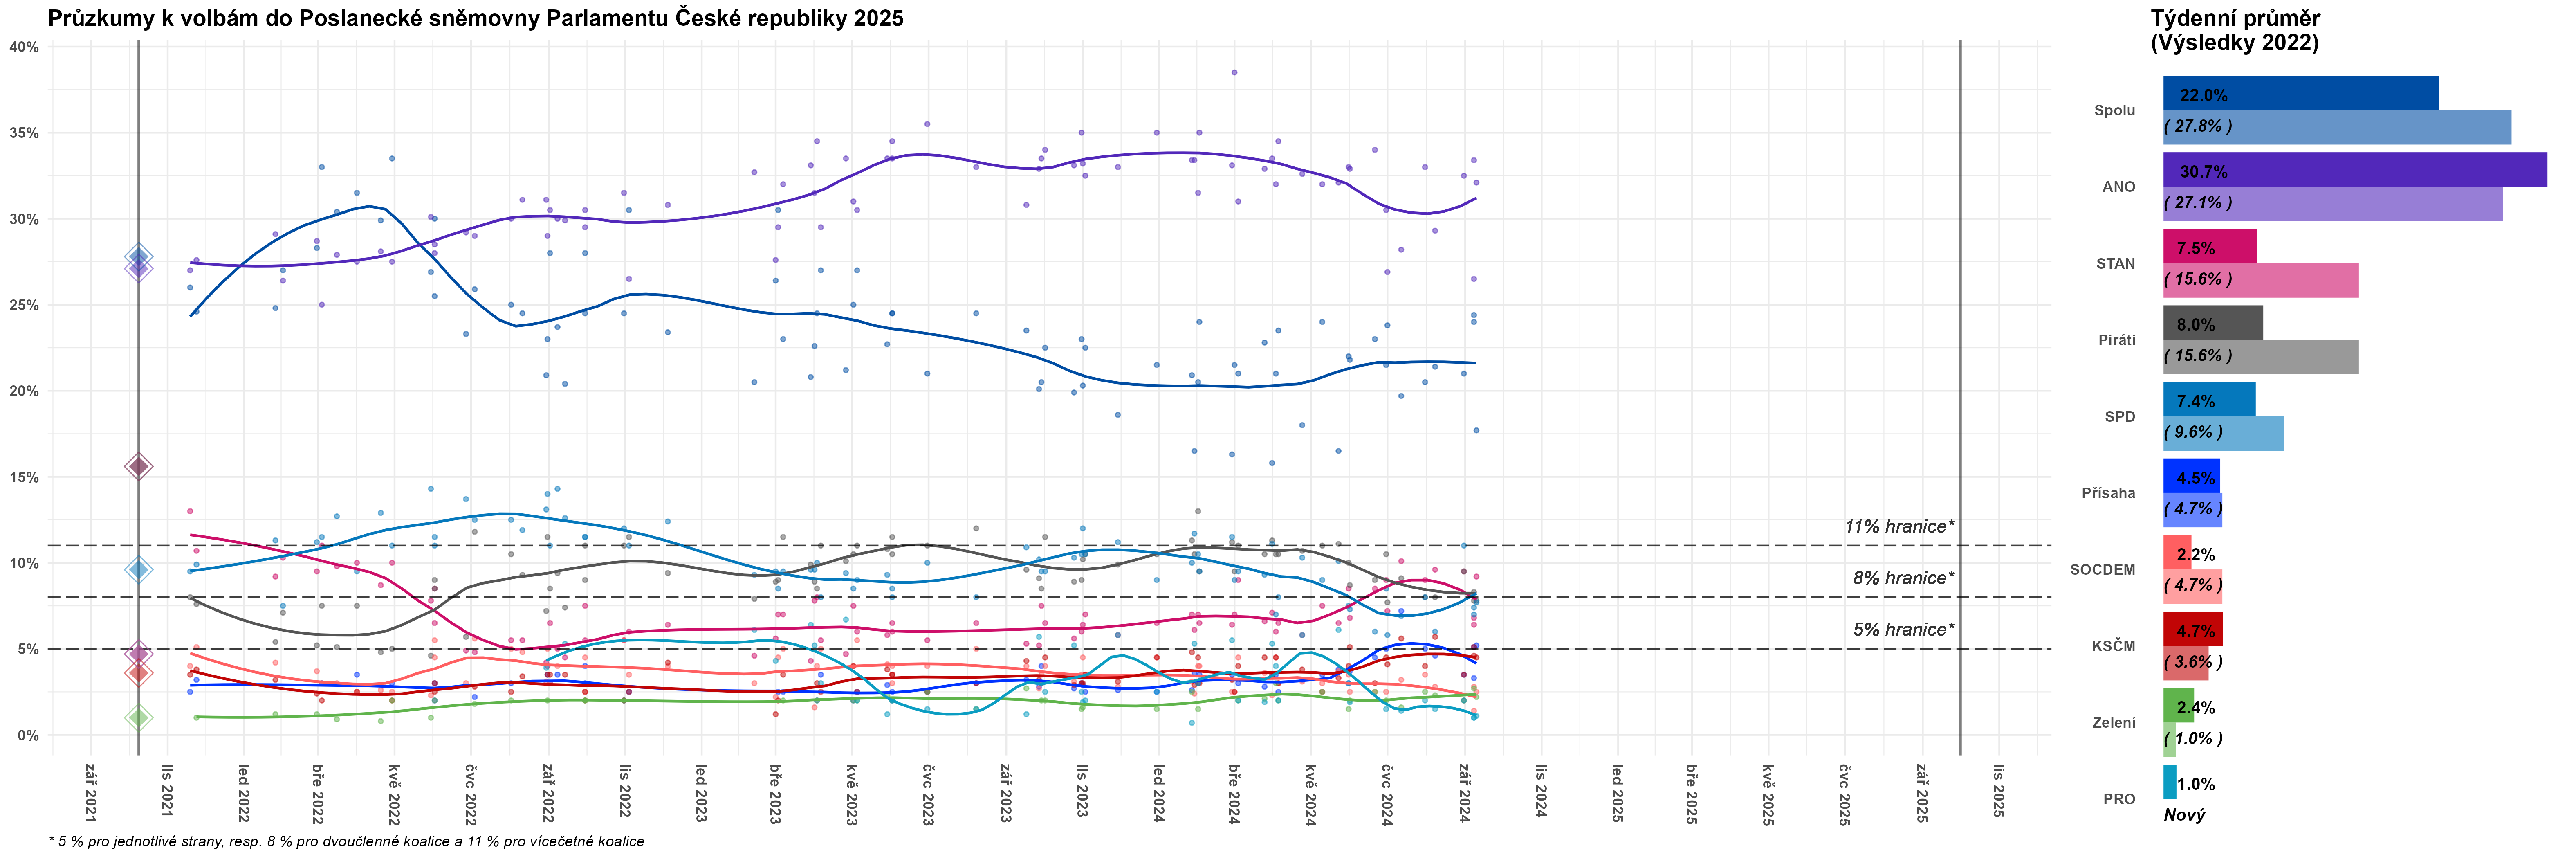 Průzkumy k volbám do Poslanecké sněmovny Parlamentu České republiky 2025
40%
35%
30%
25%
20%
15%
10%
5%
0%
11% hranice*
8% hranice*
5% hranice*
zář 2021
lis 2021
led 2022
bře 2022
kvě 2022
čvc 2022
zář 2022
lis 2022
led 2023
bře 2023
kvě 2023
čvc 2023
zář 2023
lis 2023
led 2024
bře 2024
kvě 2024
čvc 2024
zář 2024
lis 2024
led 2025
bře 2025
kvě 2025
čvc 2025
zář 2025
lis 2025
* 5 % pro jednotlivé strany, resp. 8 % pro dvoučlenné koalice a 11 % pro vícečetné koalice
Týdenní průměr
(Výsledky 2022)
Spolu
22.0%
( 27.8% )
ANO
30.7%
( 27.1% )
STAN
7.5%
( 15.6% )
Piráti
8.0%
( 15.6% )
SPD
7.4%
( 9.6% )
Přísaha
4.5%
( 4.7% )
SOCDEM
2.2%
( 4.7% )
KSČM
4.7%
( 3.6% )
Zelení
2.4%
( 1.0% )
PRO
1.0%
Nový